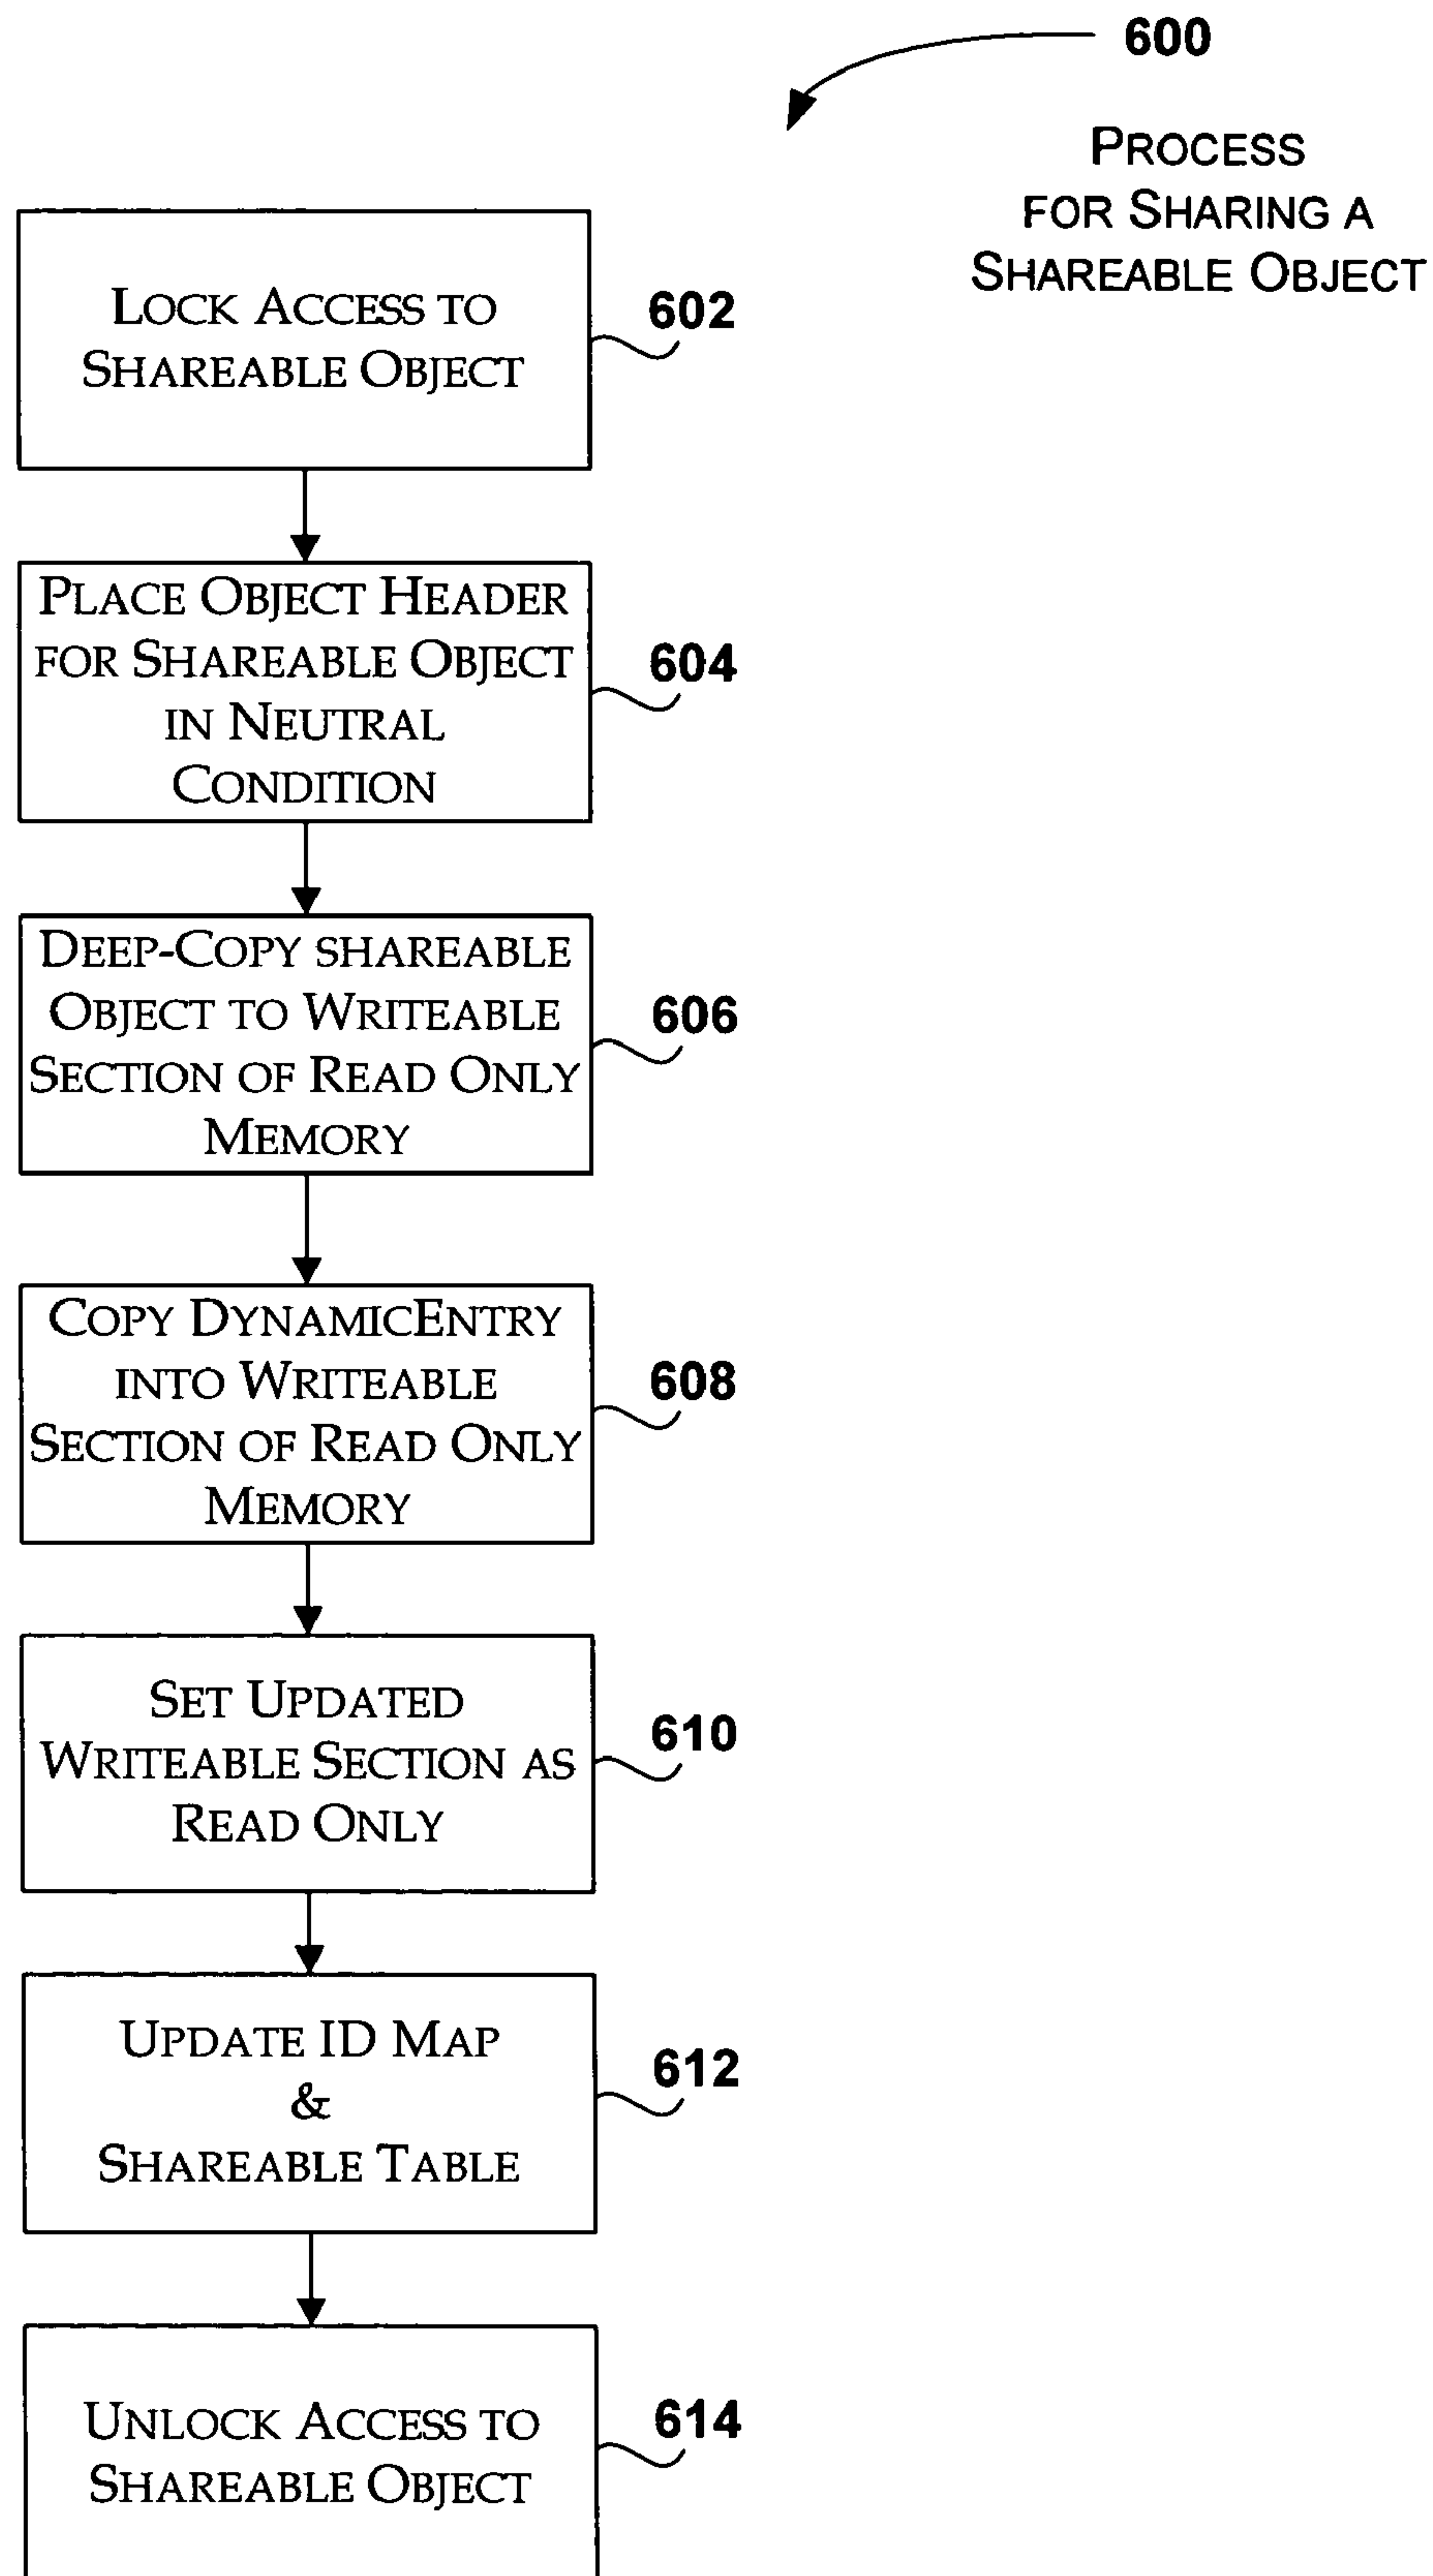 600
PROCESS
FOR SHARING A
SHAREABLE OBJECT
LOCK ACCESS TO
SHAREABLE OBJECT
602
PLACE OBJECT HEADER
FOR SHAREABLE OBJECT
IN NEUTRAL
CONDITION
604
DEEP-COPY SHAREABLE
OBJECT TO WRITEABLE
SECTION OF READ ONLY
MEMORY
606
COPY DYNAMICENTRY
INTO WRITEABLE
SECTION OF READ ONLY
MEMORY
608
SET UPDATED
WRITEABLE SECTION AS
READ ONLY
610
UPDATE ID MAP
&
SHAREABLE TABLE
612
UNLOCK ACCESS TO
SHAREABLE OBJECT
614